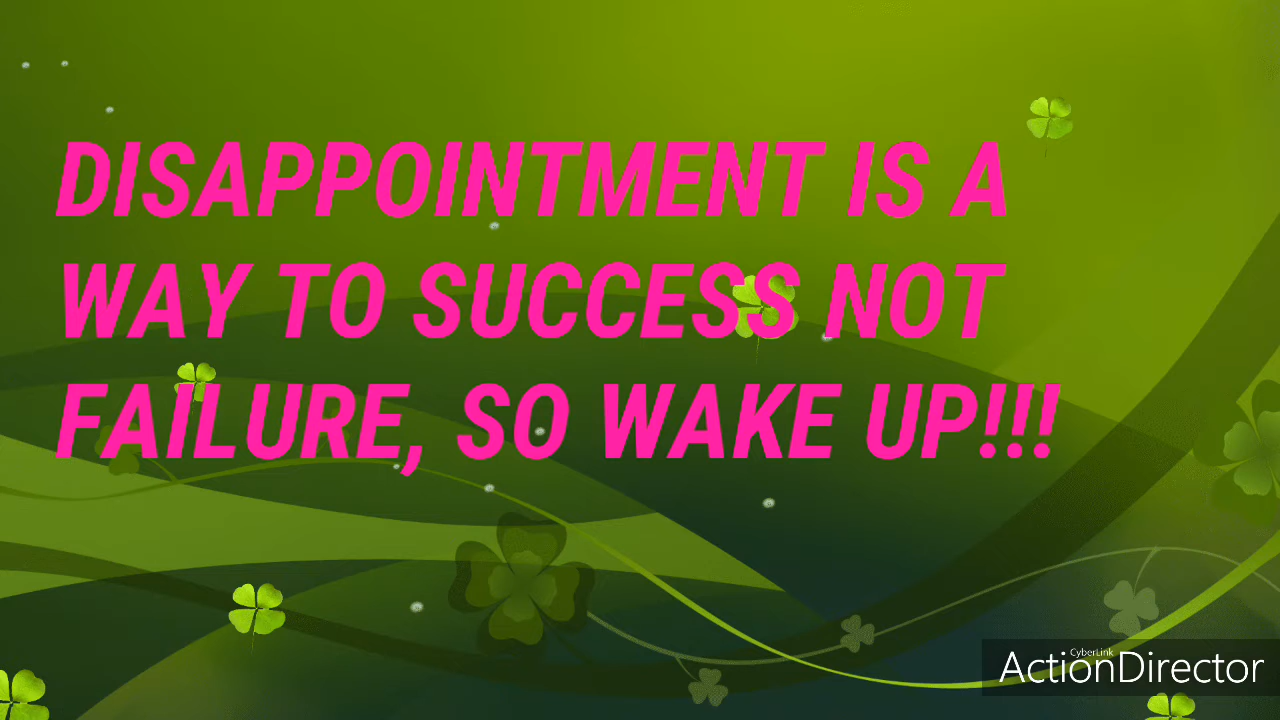 DISAPPOINTMENT IS A
WAY TO SUCCESS NOT
FAILURE, SO WAKE UP!!!
CyberLink
ActionDirector